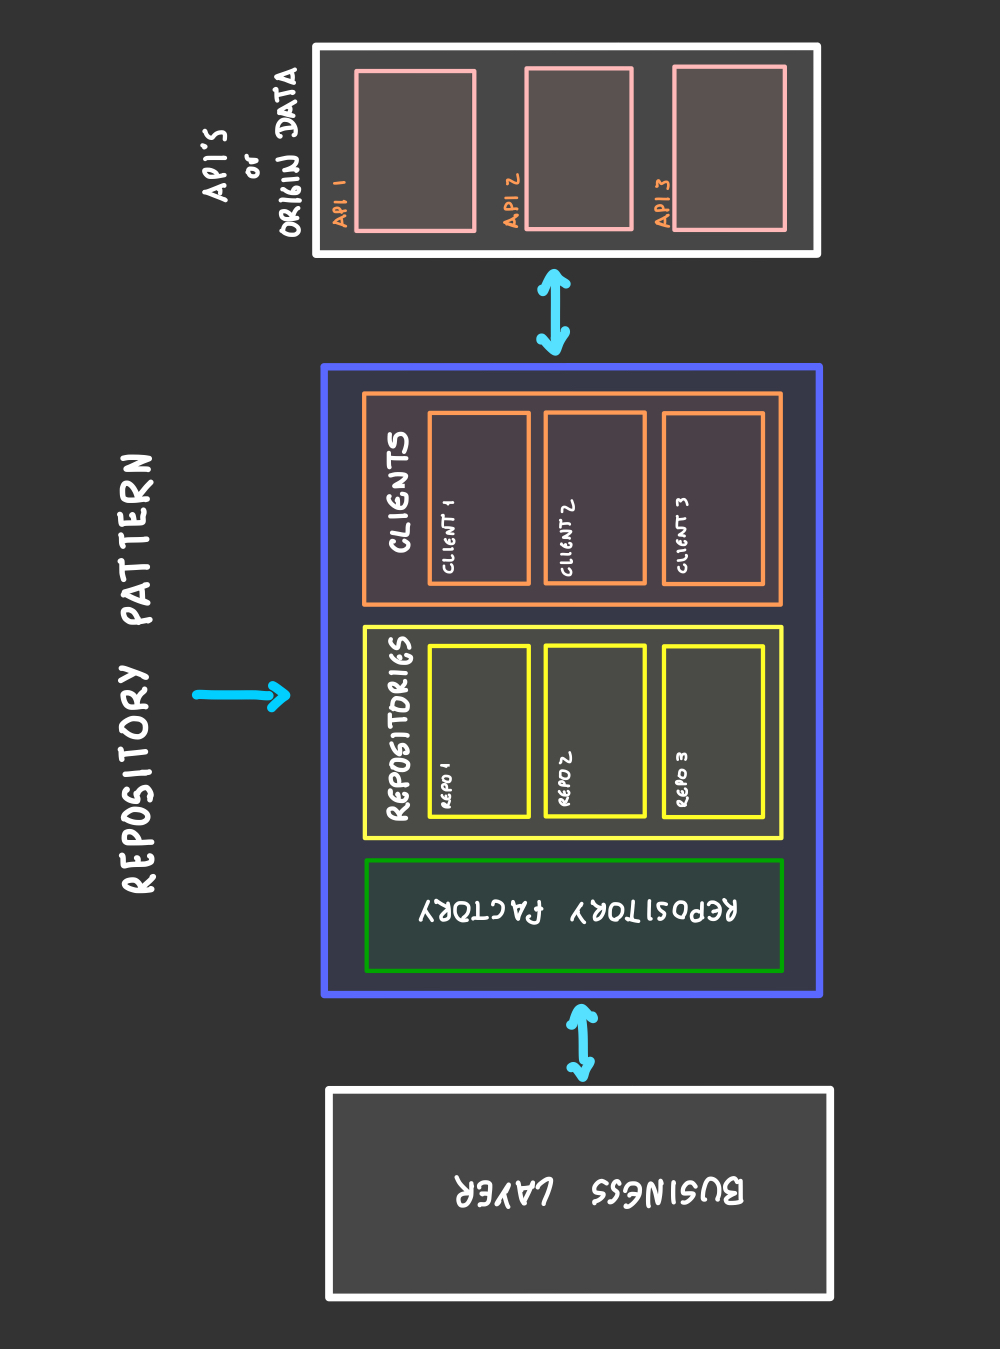 REPOSITORY PATTERN
API'S
or
ORIGIN DATA
BUSINESS LAYER
REPOSITORY FACTORY
REPOSITORIES
REPO 1
REPO 2
REPO 3
CLIENTS
CLIENT 1
CLIENT 2
CLIENT 3
API 1
API 2
API 3